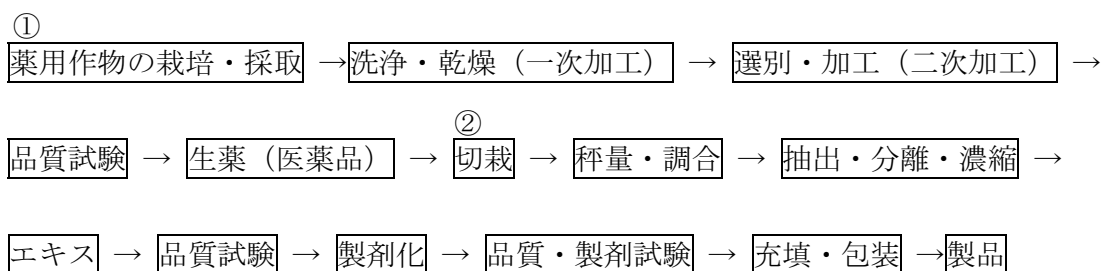 ①
薬用作物の栽培・採取 → 洗浄・乾燥(一次加工) → 選別・加工(二次加工) →
②
品質試験 → 生薬(医薬品) → 切栽 → 秤量・調合 → 抽出・分離・濃縮 →
エキス → 品質試験 → 製剤化 → 品質・製剤試験 → 充填・包装 → 製品